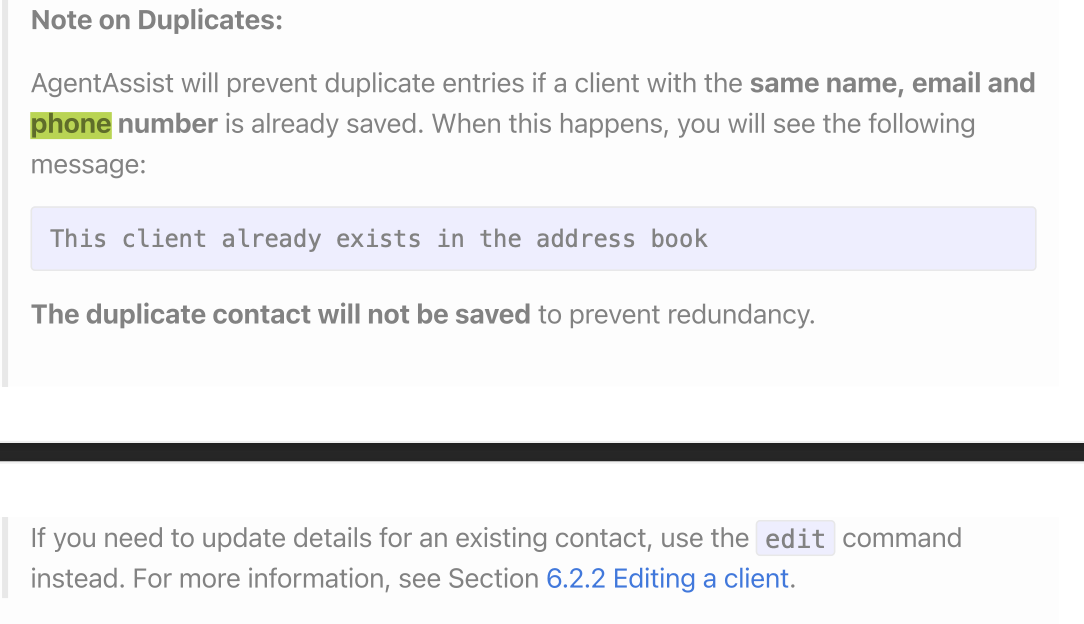 Note on Duplicates:
AgentAssist will prevent duplicate entries if a client with the same name, email and
phone number is already saved. When this happens, you will see the following
message:
This client already exists in the address book
The duplicate contact will not be saved to prevent redundancy.
If you need to update details for an existing contact, use the edit command
instead. For more information, see Section 6.2.2 Editing a client.